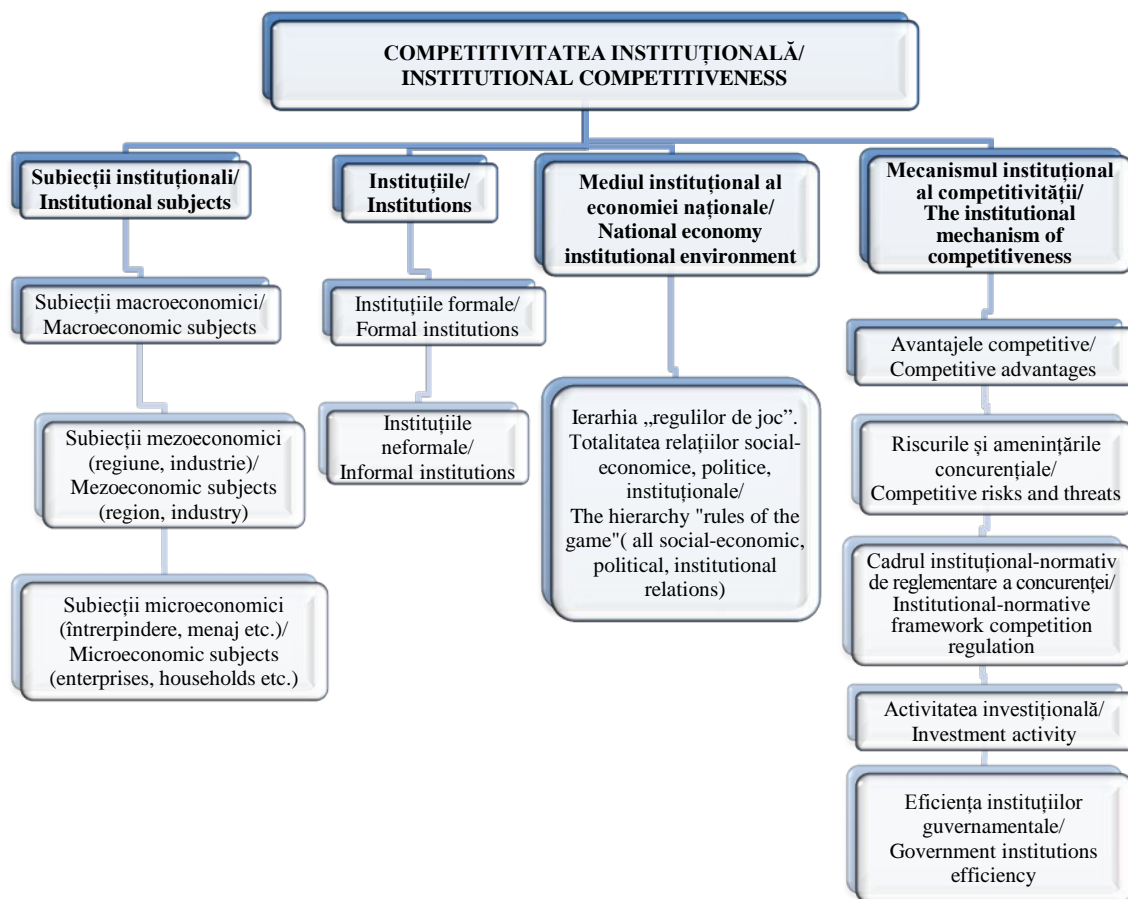 COMPETITIVITATEA INSTITUȚIONALĂ/
INSTITUTIONAL COMPETITIVENESS
Subiecții instituționali/
Institutional subjects
Subiecții macroeconomici/
Macroeconomic subjects
Subiecții mezoeconomici
(regiune, industrie)/
Mezoeconomic subjects
(region, industry)
Subiecții microeconomici
(întrerpindere, menaj etc.)/
Microeconomic subjects
(enterprises, households etc.)
Instituțiile/
Institutions
Instituțiile formale/
Formal institutions
Instituțiile
neformale/
Informal institutions
Mediul instituțional al
economiei naționale/
National economy
institutional environment
Ierarhia „regulilor de joc”.
Totalitatea relațiilor social-
economice, politice,
instituționale/
The hierarchy "rules of the
game"( all social-economic,
political, institutional
relations)
Mecanismul instituțional
al competitivității/
The institutional
mechanism of
competitiveness
Avantajele competitive/
Competitive advantages
Riscurile și amenințările
concurențiale/
Competitive risks and threats
Cadrul instituțional-normativ
de reglementare a concurenței/
Institutional-normative
framework competition
regulation
Activitatea investițională/
Investment activity
Eficiența instituțiilor
guvernamentale/
Government institutions
efficiency